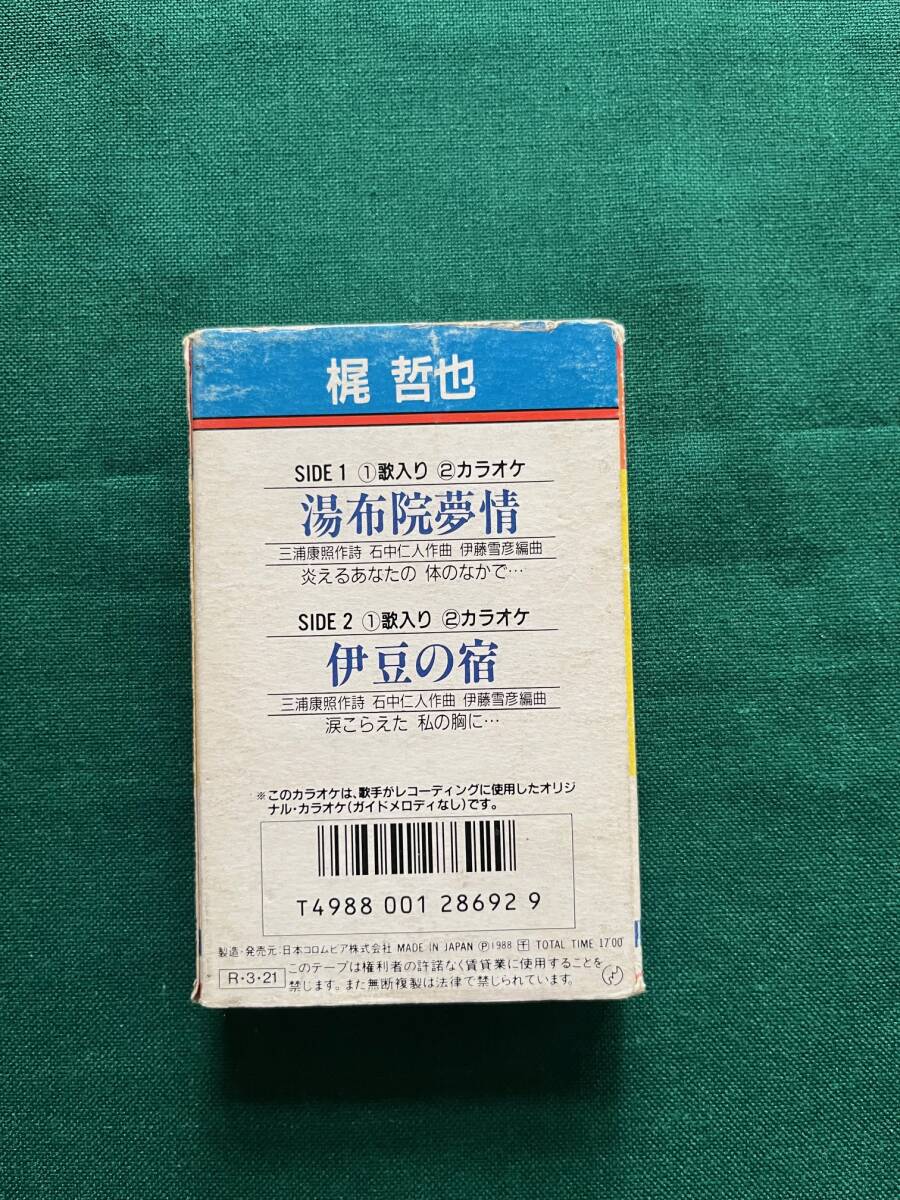 梶 哲也
SIDE 1 ①歌入り ②カラオケ
湯布院夢情
三浦康照作詩 石中仁人作曲 伊藤雪彦編曲
炎えるあなたの 体のなかで…
SIDE 2 ①歌入り ②カラオケ
伊豆の宿
三浦康照作詩 石中仁人作曲 伊藤雪彦編曲
涙こらえた 私の胸に…
※このカラオケは、歌手がレコーディングに使用したオリジ
ナル・カラオケ(ガイドメロディなし)です。
T4988 001 28692 9
製造・発売元:日本コロムビア株式会社 MADE IN JAPAN Ⓟ1988 干 TOTAL TIME 17'00"
R・3・21
このテープは権利者の許諾なく賃貸業に使用することを
禁じます。また無断複製は法律で禁じられています。